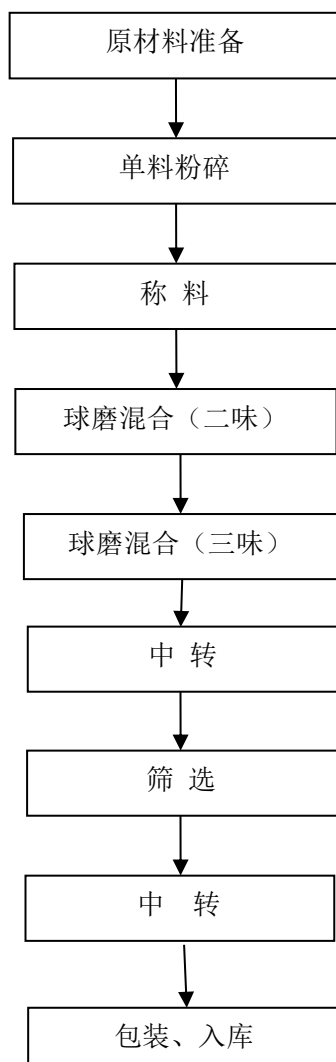 原材料准备
单料粉碎
称 料
球磨混合（二味）
球磨混合（三味）
中 转
筛 选
中 转
包装、入库